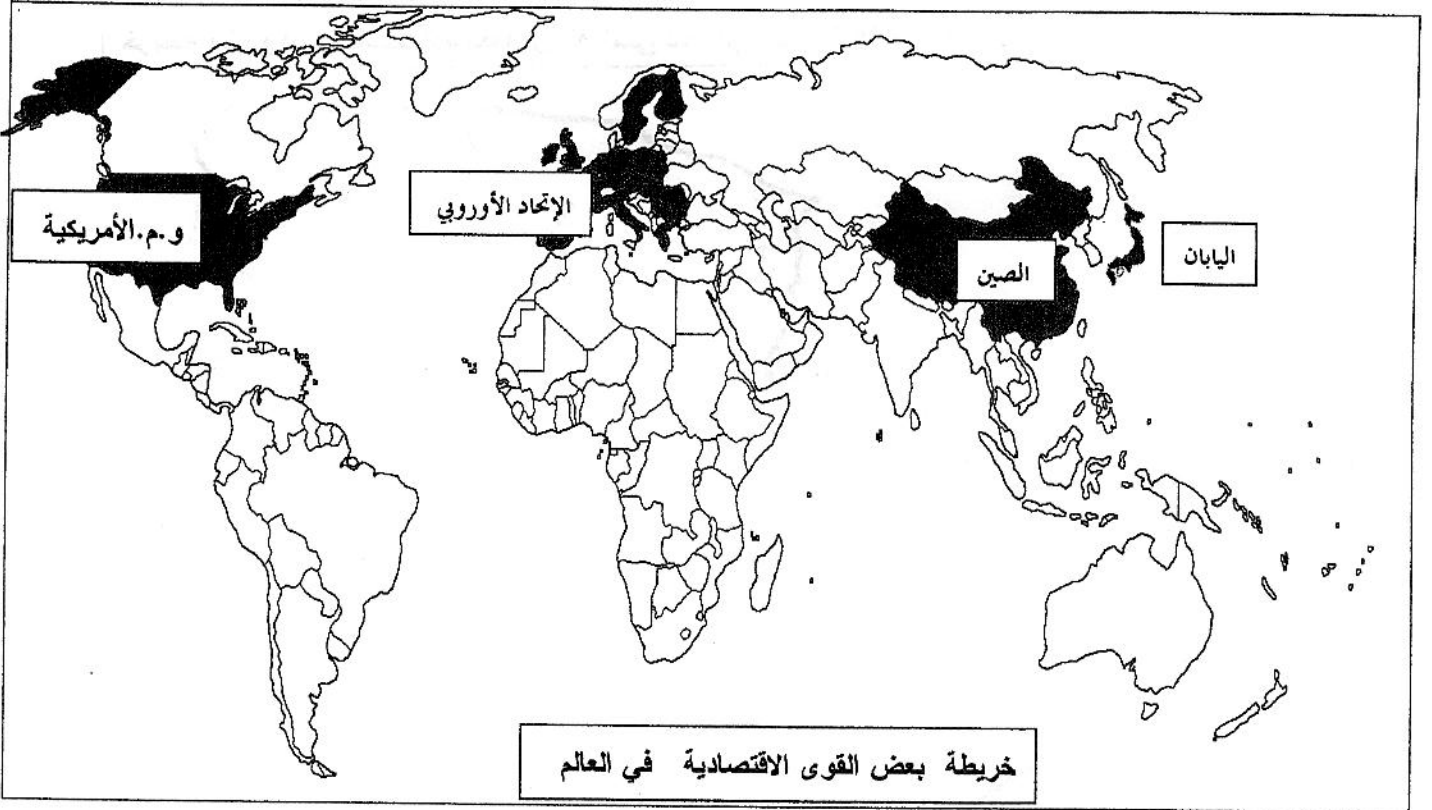 و.م.الأمريكية
الإتحاد الأوروبي
الصين
اليابان
خريطة بعض القوى الاقتصادية في العالم